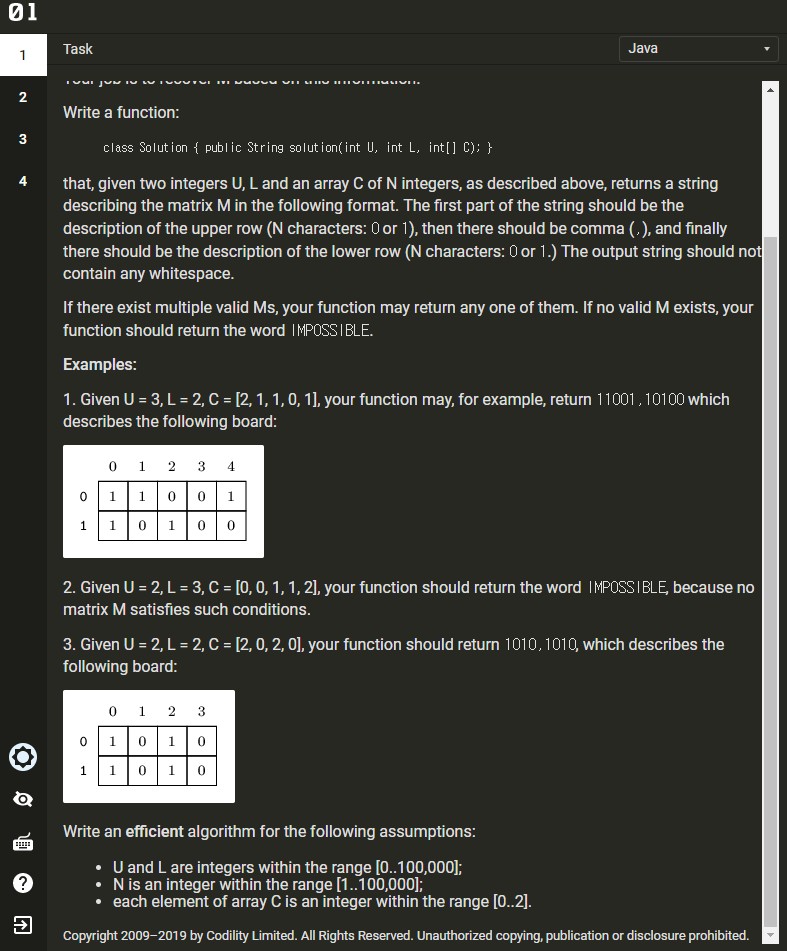 01
1
Task
Java
2
3
4
Your job is to recover M based on this information.
Write a function:
class Solution { public String solution(int U, int L, int[] C); }
that, given two integers U, L and an array C of N integers, as described above, returns a string
describing the matrix M in the following format. The first part of the string should be the
description of the upper row (N characters: 0 or 1), then there should be comma (,), and finally
there should be the description of the lower row (N characters: 0 or 1.) The output string should not
contain any whitespace.
If there exist multiple valid Ms, your function may return any one of them. If no valid M exists, your
function should return the word IMPOSSIBLE.
Examples:
1. Given U = 3, L = 2, C = [2, 1, 1, 0, 1], your function may, for example, return 11001,10100 which
describes the following board:
0 1 2 3 4
0 1 1 0 0 1
1 1 0 1 0 0
2. Given U = 2, L = 3, C = [0, 0, 1, 1, 2], your function should return the word IMPOSSIBLE, because no
matrix M satisfies such conditions.
3. Given U = 2, L = 2, C = [2, 0, 2, 0], your function should return 1010,1010, which describes the
following board:
0 1 2 3
0 1 0 1 0
1 1 0 1 0
Write an efficient algorithm for the following assumptions:
• U and L are integers within the range [0..100,000];
• N is an integer within the range [1..100,000];
• each element of array C is an integer within the range [0..2].
Copyright 2009–2019 by Codility Limited. All Rights Reserved. Unauthorized copying, publication or disclosure prohibited.